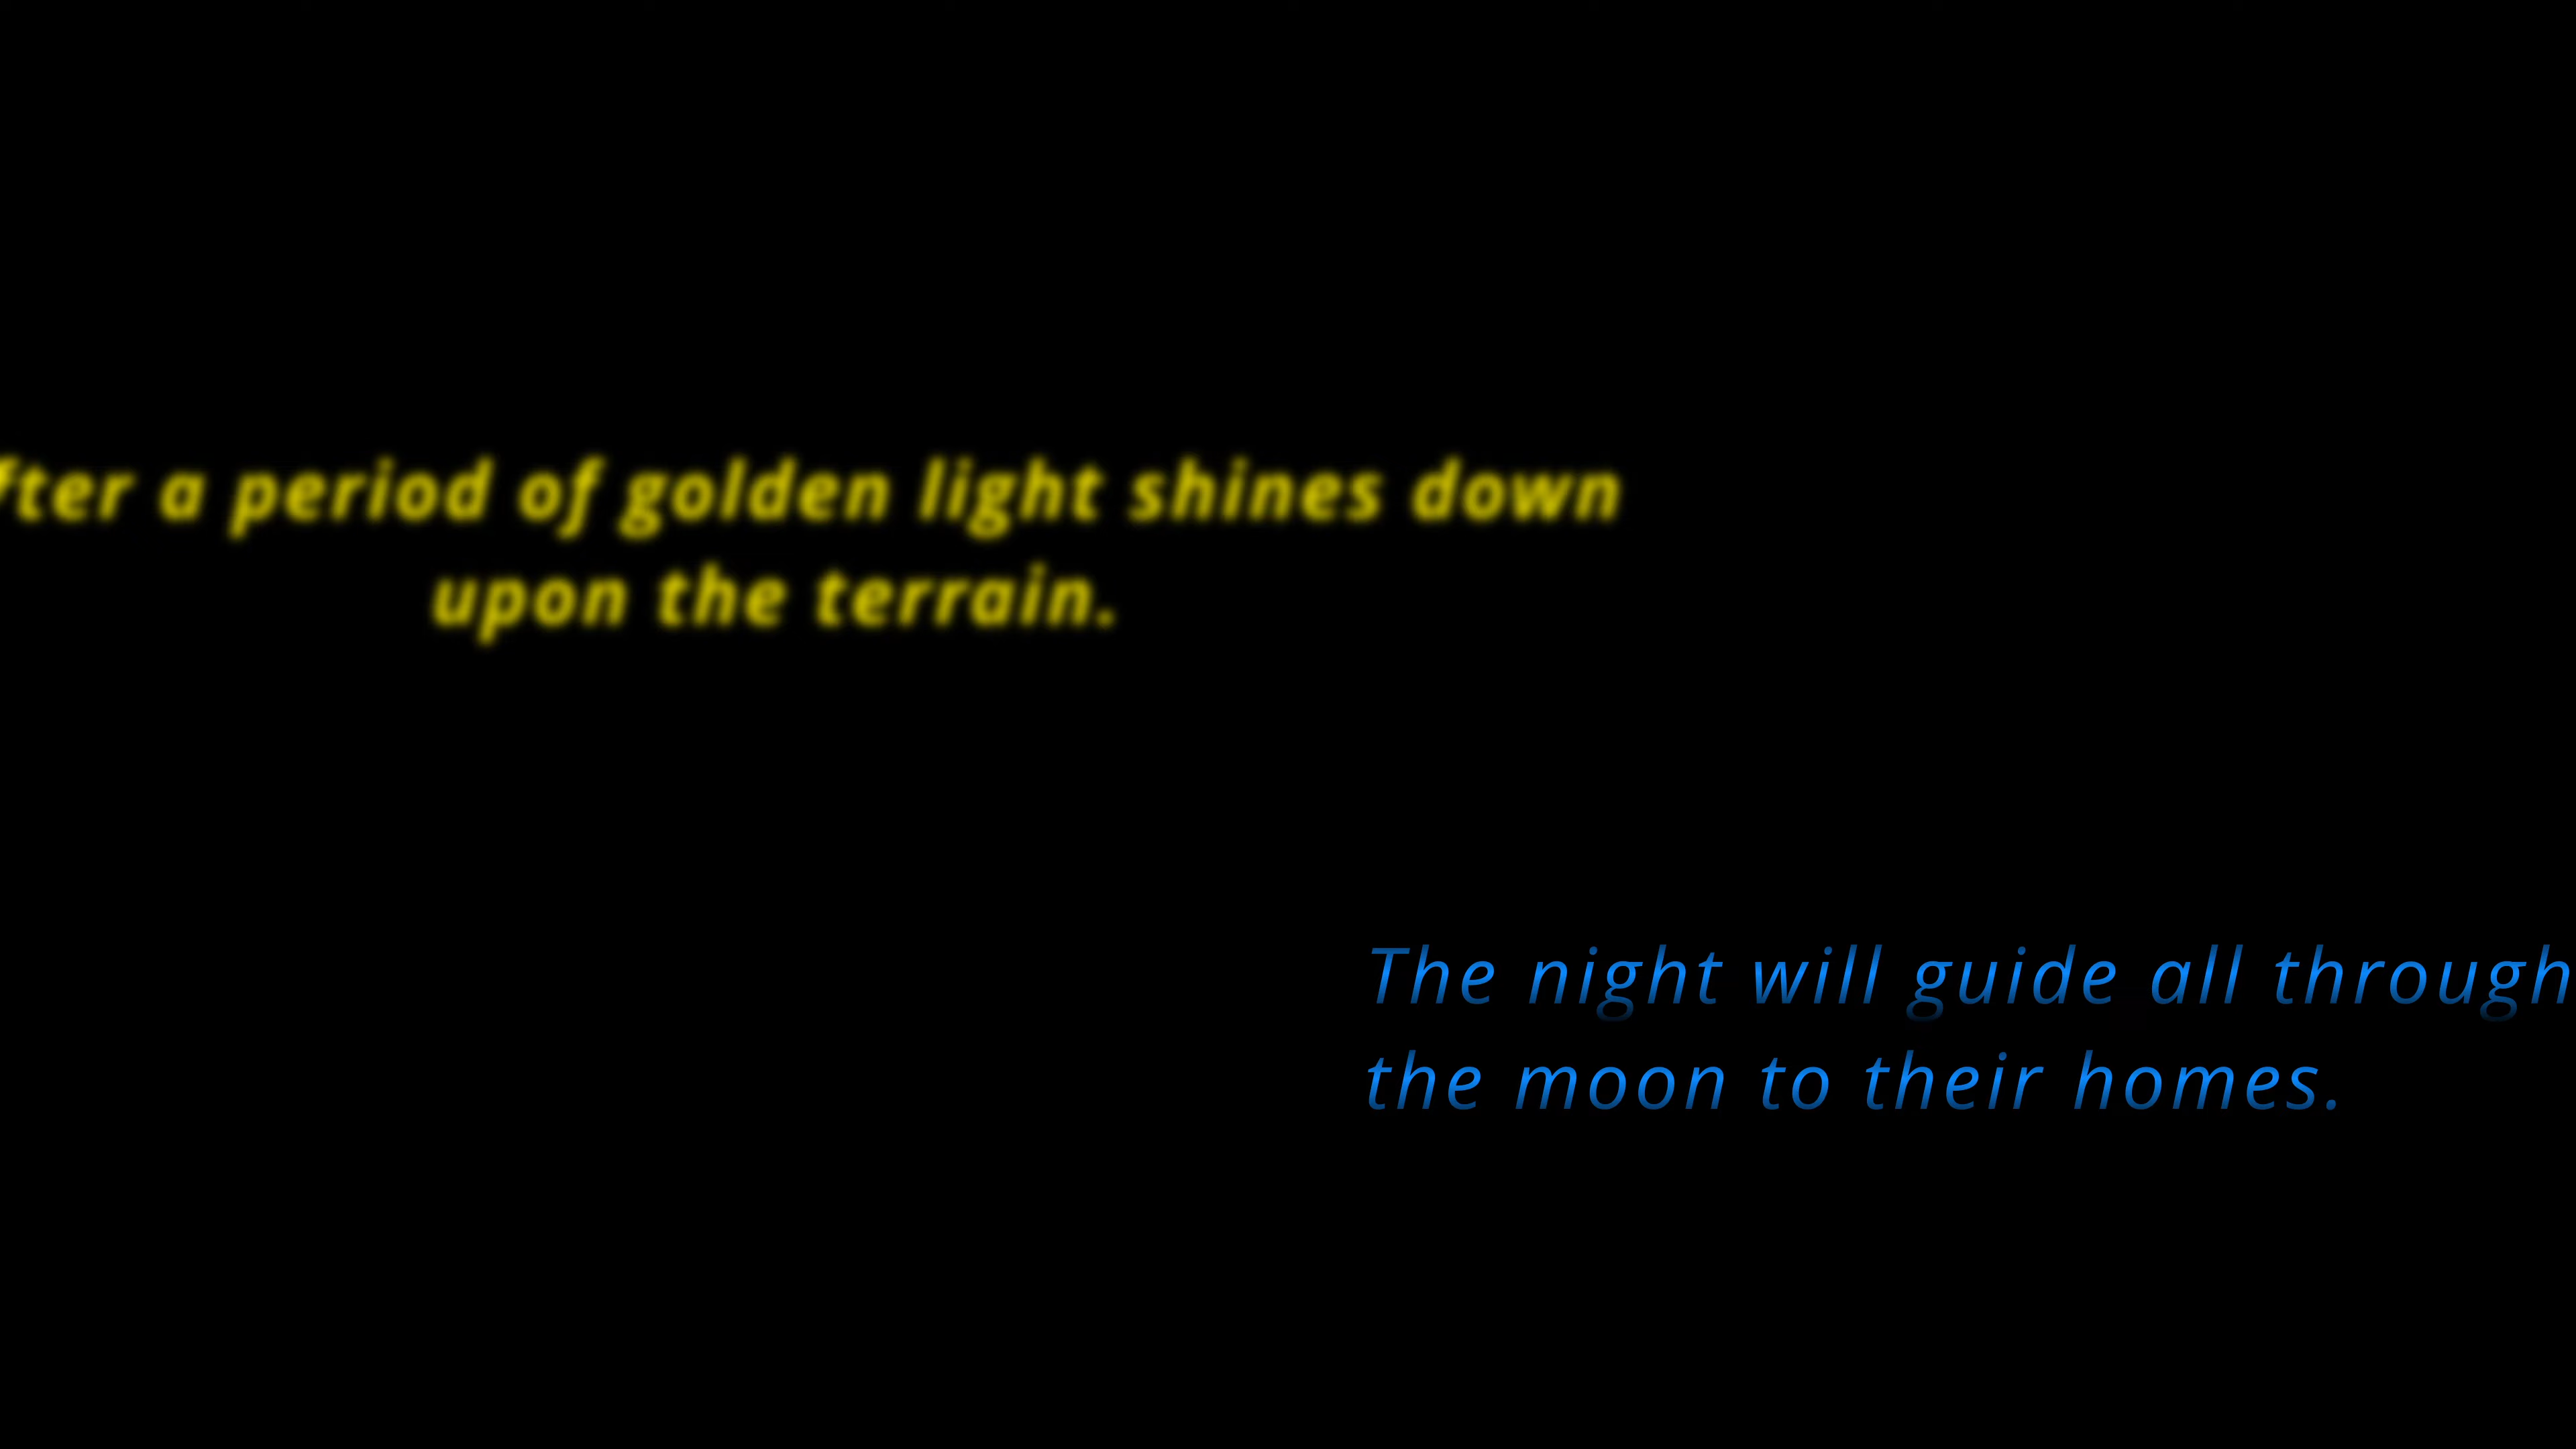 fter a period of golden light shines down
upon the terrain.
The night will guide all through
the moon to their homes.